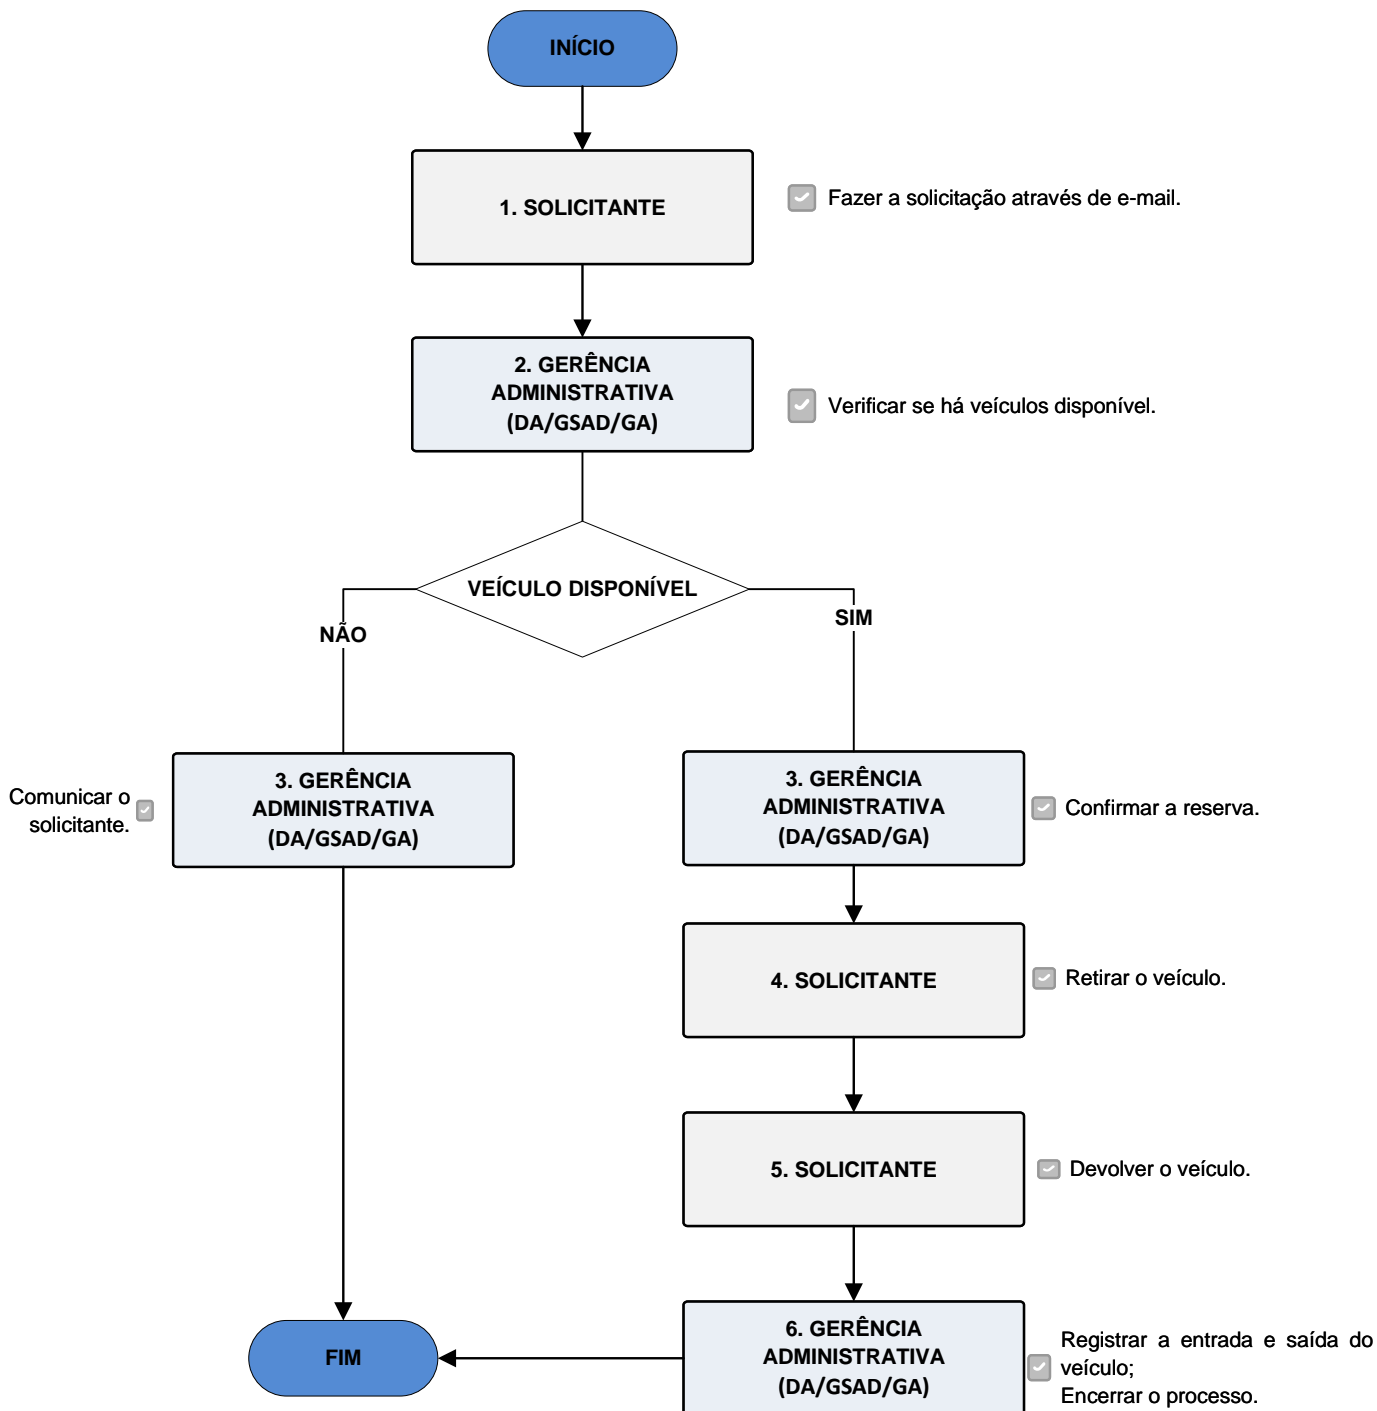 INÍCIO
1. SOLICITANTE
Fazer a solicitação através de e-mail.
2. GERÊNCIA
ADMINISTRATIVA
(DA/GSAD/GA)
Verificar se há veículos disponível.
VEÍCULO DISPONÍVEL
NÃO
SIM
Comunicar o
solicitante.
3. GERÊNCIA
ADMINISTRATIVA
(DA/GSAD/GA)
3. GERÊNCIA
ADMINISTRATIVA
(DA/GSAD/GA)
Confirmar a reserva.
4. SOLICITANTE
Retirar o veículo.
5. SOLICITANTE
Devolver o veículo.
6. GERÊNCIA
ADMINISTRATIVA
(DA/GSAD/GA)
Registrar a entrada e saída do
veículo;
Encerrar o processo.
FIM